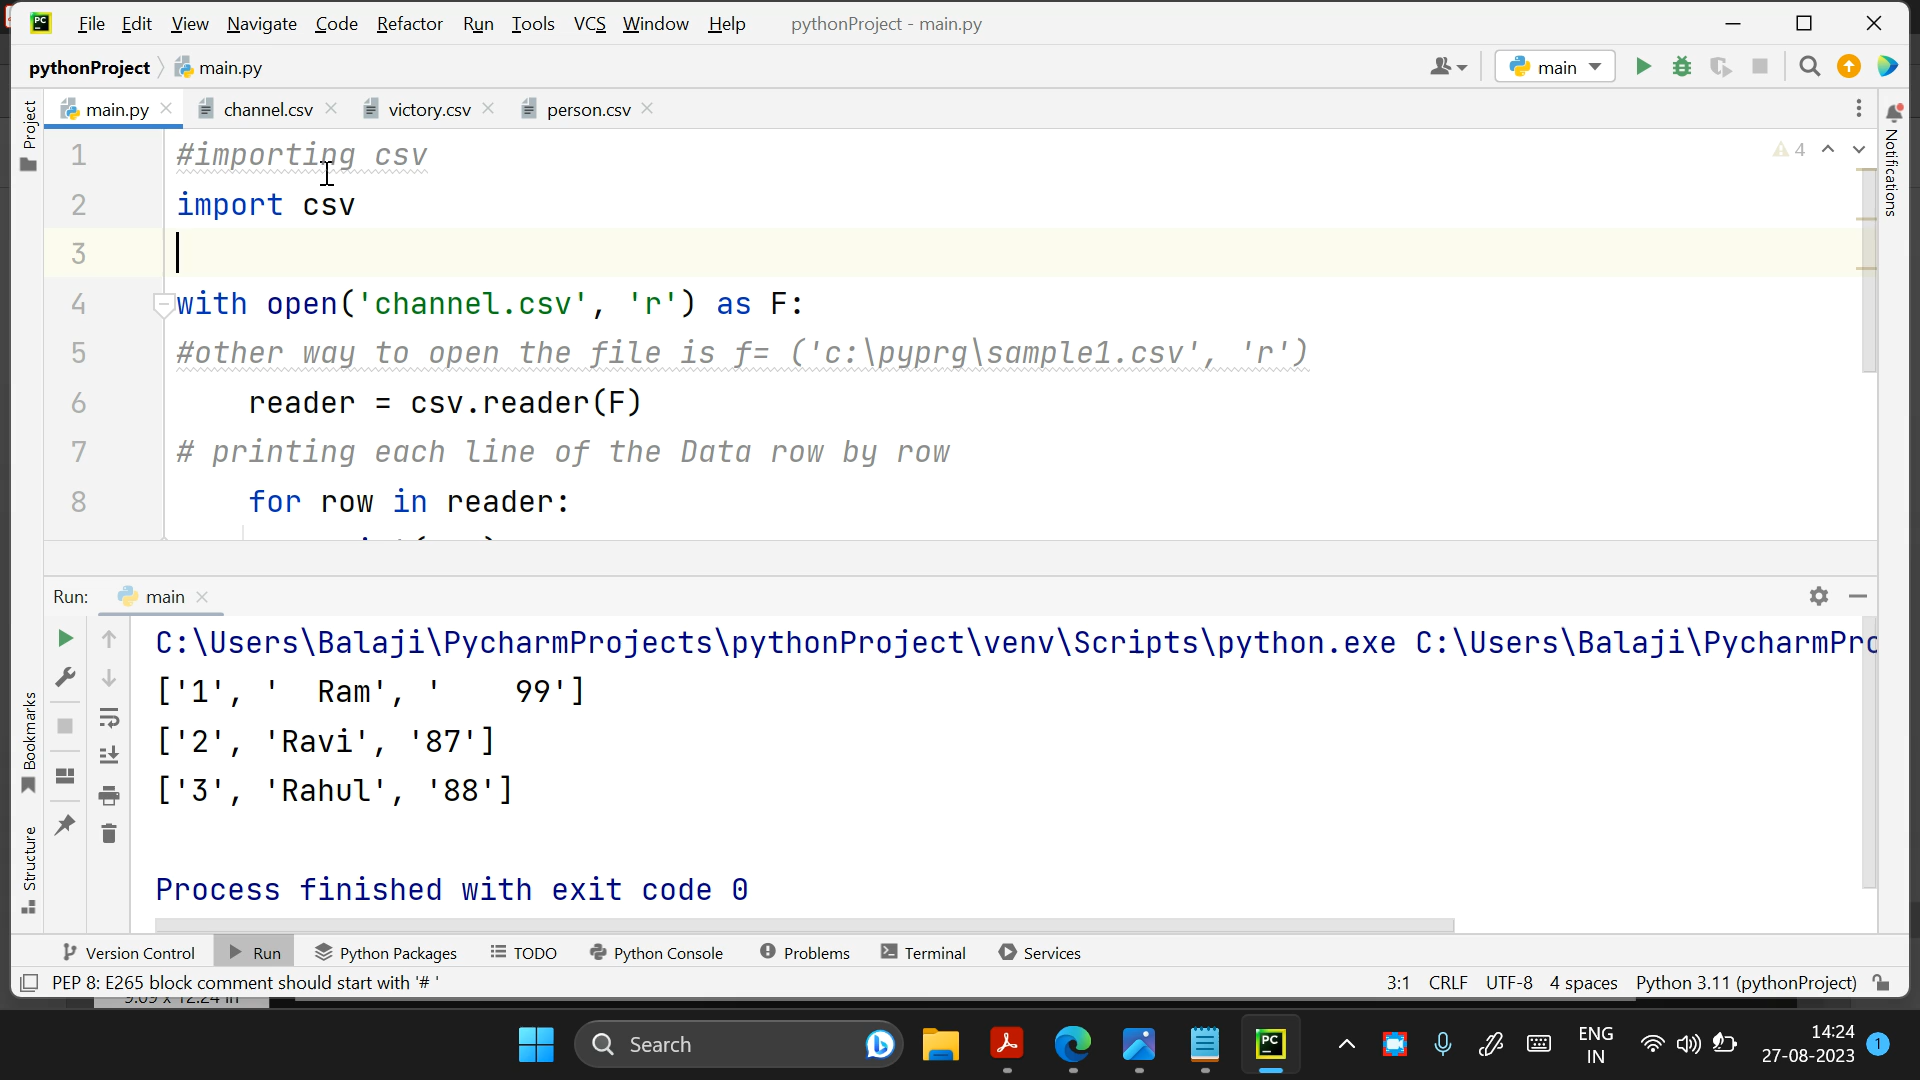 PC File Edit View Navigate Code Refactor Run Tools VCS Window Help pythonProject - main.py
pythonProject main.py main
main.py channel.csv victory.csv person.csv
Project
Notifications
4
1 #importing csv
2 import csv
3
4 with open('channel.csv', 'r') as F:
5 #other way to open the file is f= ('c:\pyprg\sample1.csv', 'r')
6 reader = csv.reader(F)
7 # printing each line of the Data row by row
8 for row in reader:
Run: main
C:\Users\Balaji\PycharmProjects\pythonProject\venv\Scripts\python.exe C:\Users\Balaji\PycharmPro
['1', '  Ram', '    99']
['2', 'Ravi', '87']
['3', 'Rahul', '88']
Process finished with exit code 0
Bookmarks
Structure
Version Control Run Python Packages TODO Python Console Problems Terminal Services
PEP 8: E265 block comment should start with '# ' 3:1 CRLF UTF-8 4 spaces Python 3.11 (pythonProject)
Search PC ENG 14:24
IN 27-08-2023 1